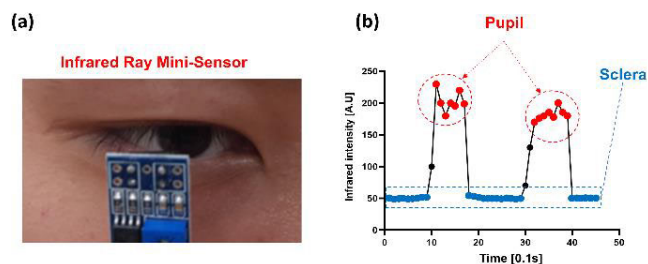 (a)
Infrared Ray Mini-Sensor
(b)
Pupil
Sclera
Infrared intensity [A.U]
250
200
150
100
50
0
0 10 20 30 40 50
Time [0.1s]